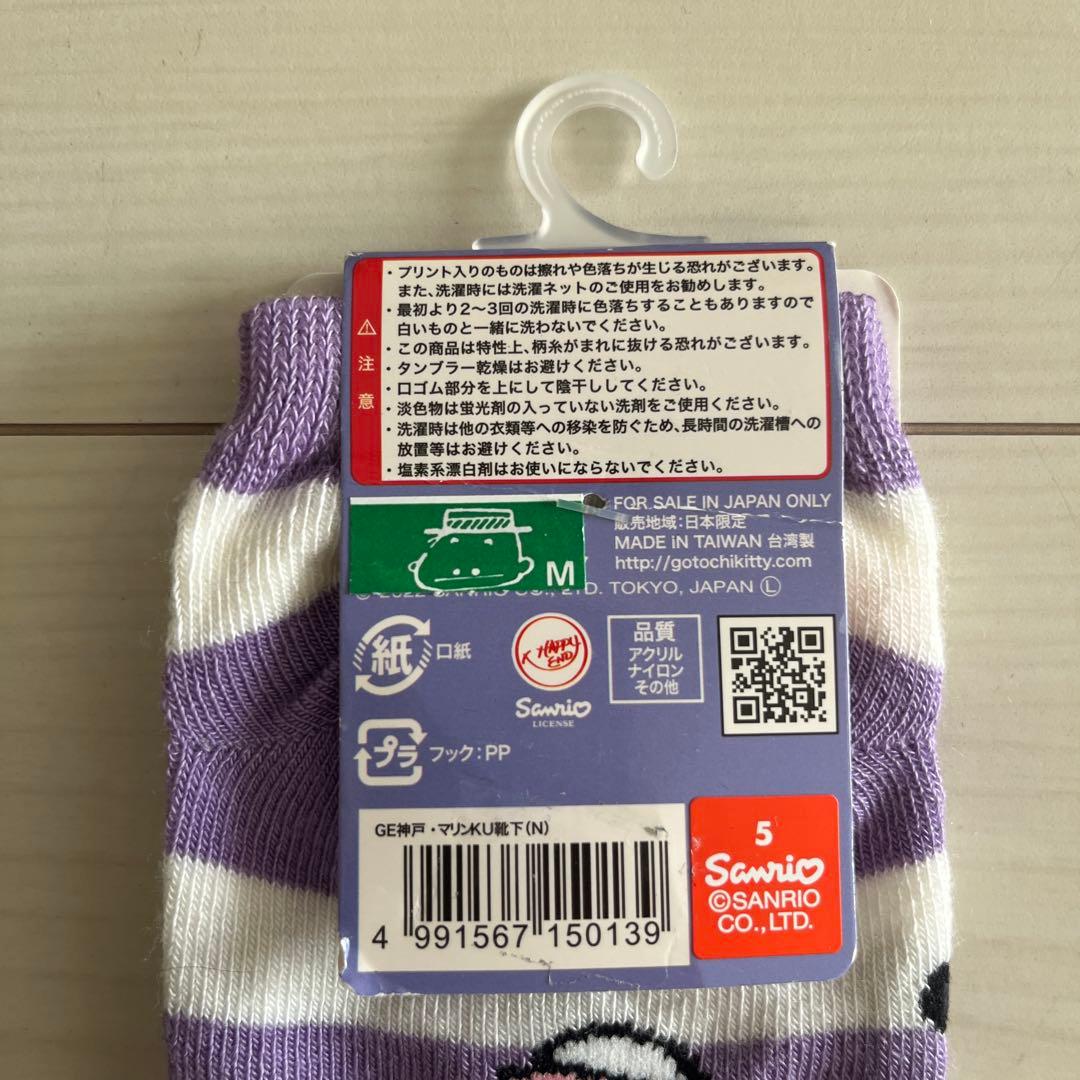 ・プリント入りのものは擦れや色落ちが生じる恐れがございます。
また、洗濯時には洗濯ネットのご使用をお勧めします。
・最初より2〜3回の洗濯時に色落ちすることもありますので
白いものと一緒に洗わないでください。
・この商品は特性上、柄糸がまれに抜ける恐れがございます。
・タンブラー乾燥はお避けください。
・口ゴム部分を上にして陰干ししてください。
・淡色物は蛍光剤の入っていない洗剤をご使用ください。
・洗濯時は他の衣類等への移染を防ぐため、長時間の洗濯槽への
放置等はお避けください。
・塩素系漂白剤はお使いにならないでください。
注意
FOR SALE IN JAPAN ONLY
販売地域：日本限定
MADE iN TAIWAN 台湾製
http://gotochikitty.com
M
© 2022 SANRIO CO., LTD. TOKYO, JAPAN Ⓛ
紙 口紙
HAPPY
END
Sanrio
LICENSE
品質
アクリル
ナイロン
その他
プラ フック：PP
GE神戸・マリンKU靴下(N)
4 991567 150139
5
Sanrio
©SANRIO
CO., LTD.